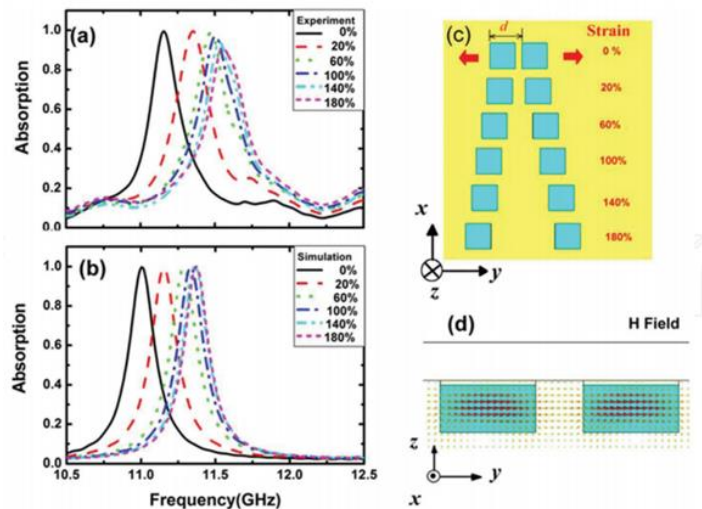 (a)
Experiment
0%
20%
60%
100%
140%
180%
Absorption
1.0
0.8
0.6
0.4
0.2
0.0
(b)
Simulation
0%
20%
60%
100%
140%
180%
Absorption
1.0
0.8
0.6
0.4
0.2
0.0
10.5 11.0 11.5 12.0 12.5
Frequency(GHz)
(c)
d
Strain
0 %
20%
60%
100%
140%
180%
x
z
y
(d)
H Field
z
x
y